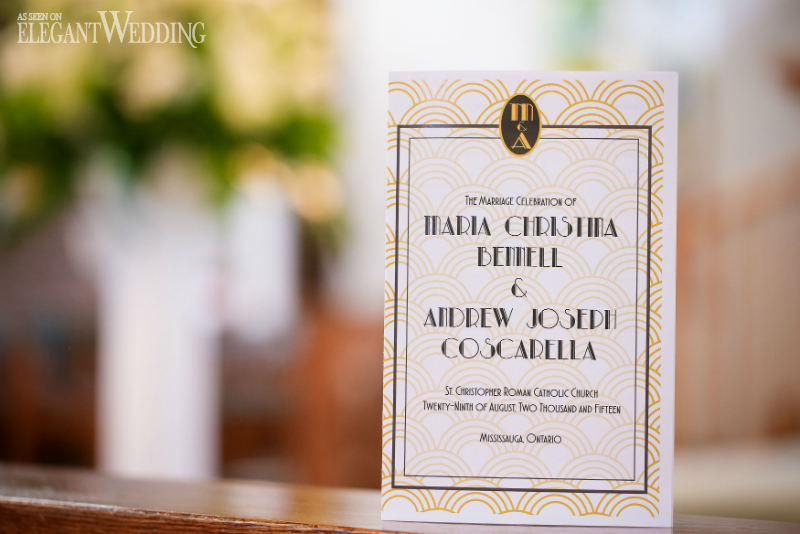 AS SEEN ON
ELEGANTWEDDING
M
&
A
THE MARRIAGE CELEBRATION OF
MARIA CHRISTINA
BENNELL
&
ANDREW JOSEPH
COSCARELLA
ST. CHRISTOPHER ROMAN CATHOLIC CHURCH
TWENTY-NINTH OF AUGUST, TWO THOUSAND AND FIFTEEN
MISSISSAUGA, ONTARIO